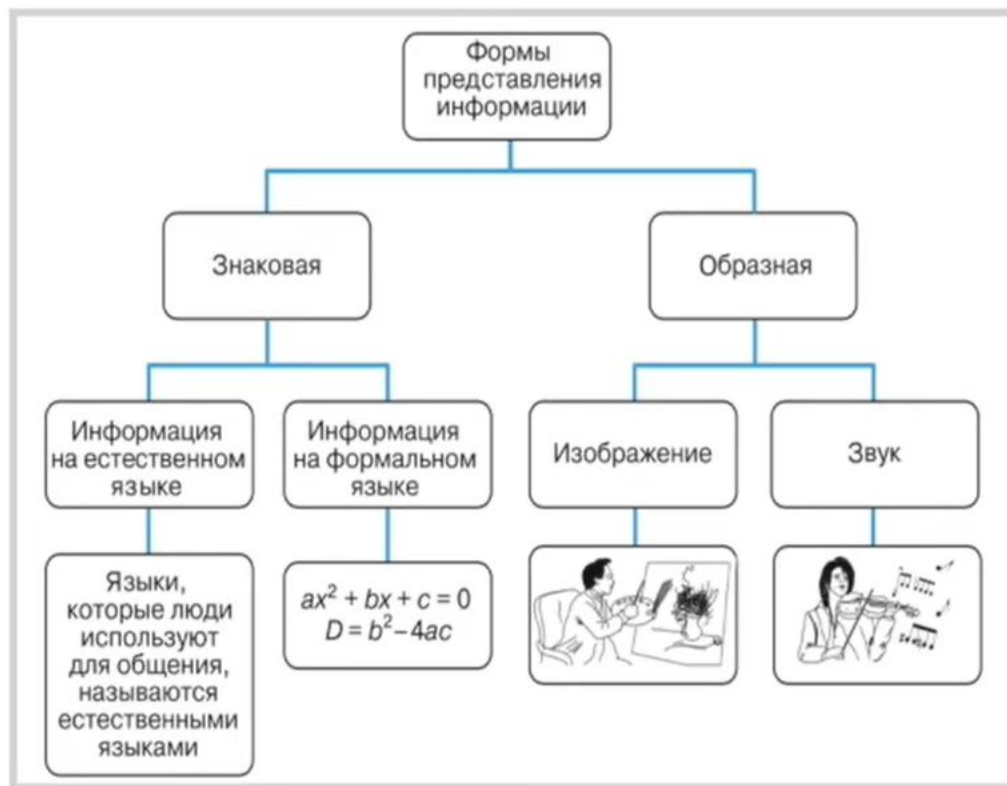 Формы
представления
информации
Знаковая
Образная
Информация
на естественном
языке
Информация
на формальном
языке
Изображение
Звук
Языки,
которые люди
используют
для общения,
называются
естественными
языками
ax² + bx + c = 0
D = b² – 4ac